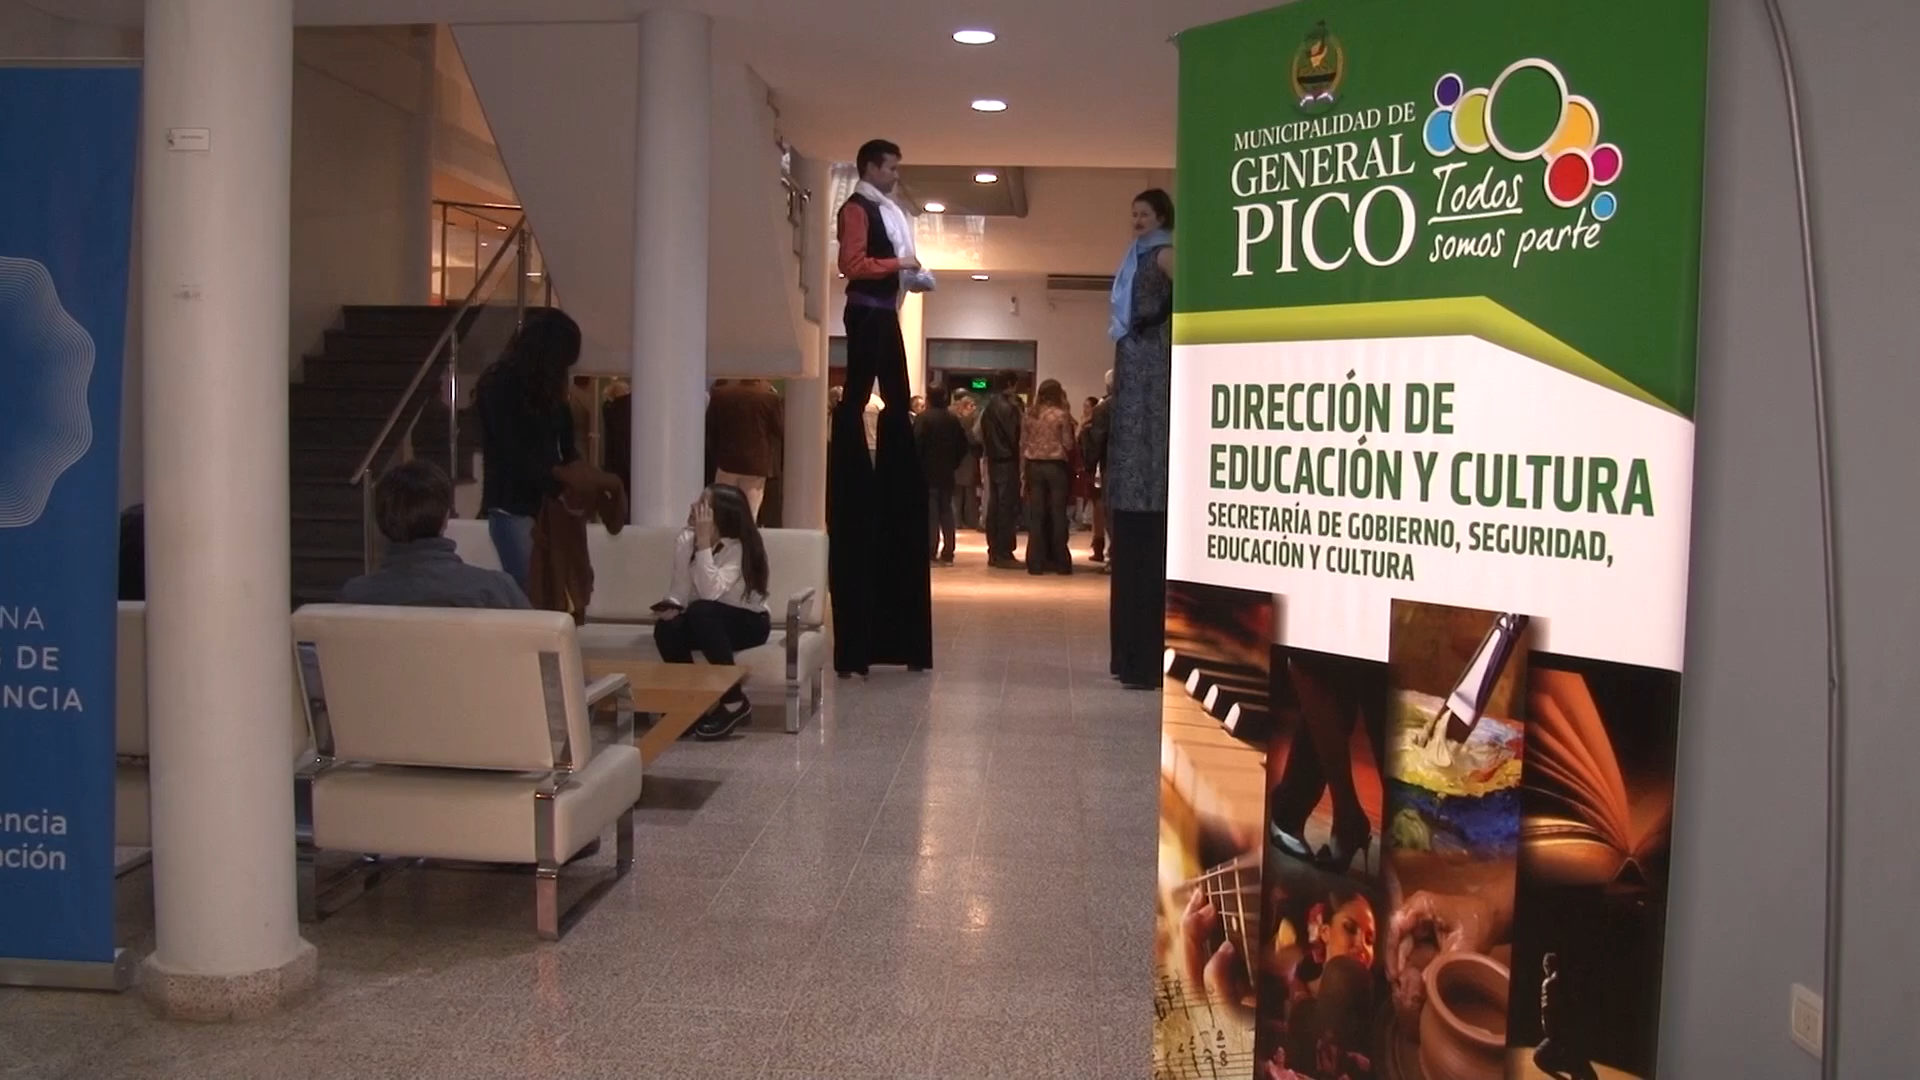 NA
DE
NCIA
encia
ación
MUNICIPALIDAD DE
GENERAL
PICO
Todos
somos parte
DIRECCIÓN DE
EDUCACIÓN Y CULTURA
SECRETARÍA DE GOBIERNO, SEGURIDAD,
EDUCACIÓN Y CULTURA